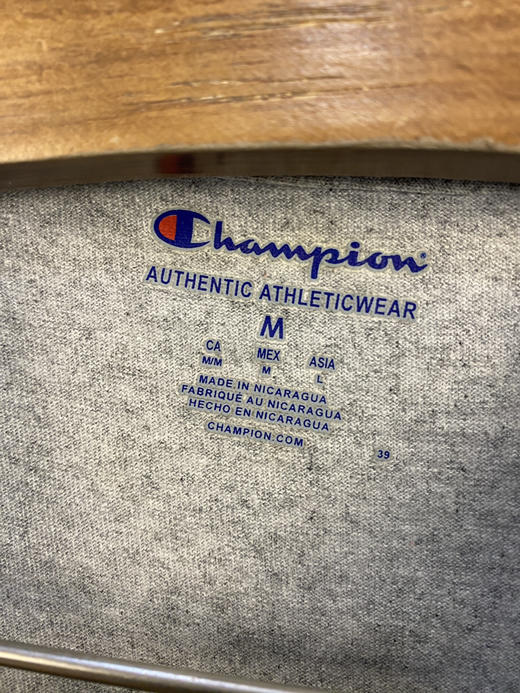 Champion
AUTHENTIC ATHLETICWEAR
M
CA MEX ASIA
M/M M L
MADE IN NICARAGUA
FABRIQUÉ AU NICARAGUA
HECHO EN NICARAGUA
CHAMPION.COM
39